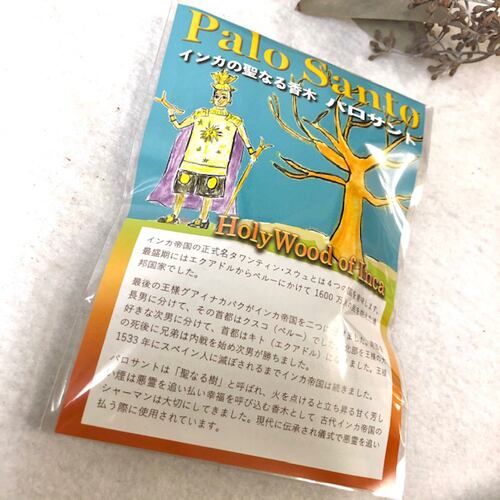 Palo Santo
インカの聖なる香木 パロサント
HolyWood of Inca
インカ帝国の正式名タワンティン・スウユとは４つの
最盛期にはエクアドルからペルーにかけて 1600 万
邦国家でした。
最後の王様グアイナカパクがインカ帝国を二つに
長男に分けて、その首都はクスコ（ペルー）でした。
好きな次男に分けて、首都はキト（エクアドル）に
の死後に兄弟は内戦を始め次男が勝ちました。
1533 年にスペイン人に滅ぼされるまでインカ帝国は続きました。
パロサントは「聖なる樹」と呼ばれ、火を点けると立ち昇る甘く芳し
い煙は悪霊を追い払い幸福を呼び込む香木として 古代インカ帝国の
シャーマンは大切にしてきました。現代に伝承され儀式で悪霊を追い
払う際に使用されています。